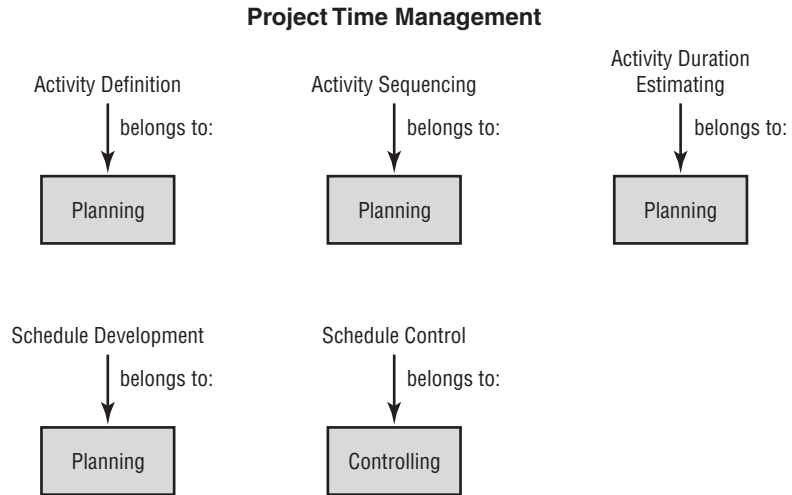 Project Time Management
Activity Definition
belongs to:
Planning
Activity Sequencing
belongs to:
Planning
Activity Duration
Estimating
belongs to:
Planning
Schedule Development
belongs to:
Planning
Schedule Control
belongs to:
Controlling